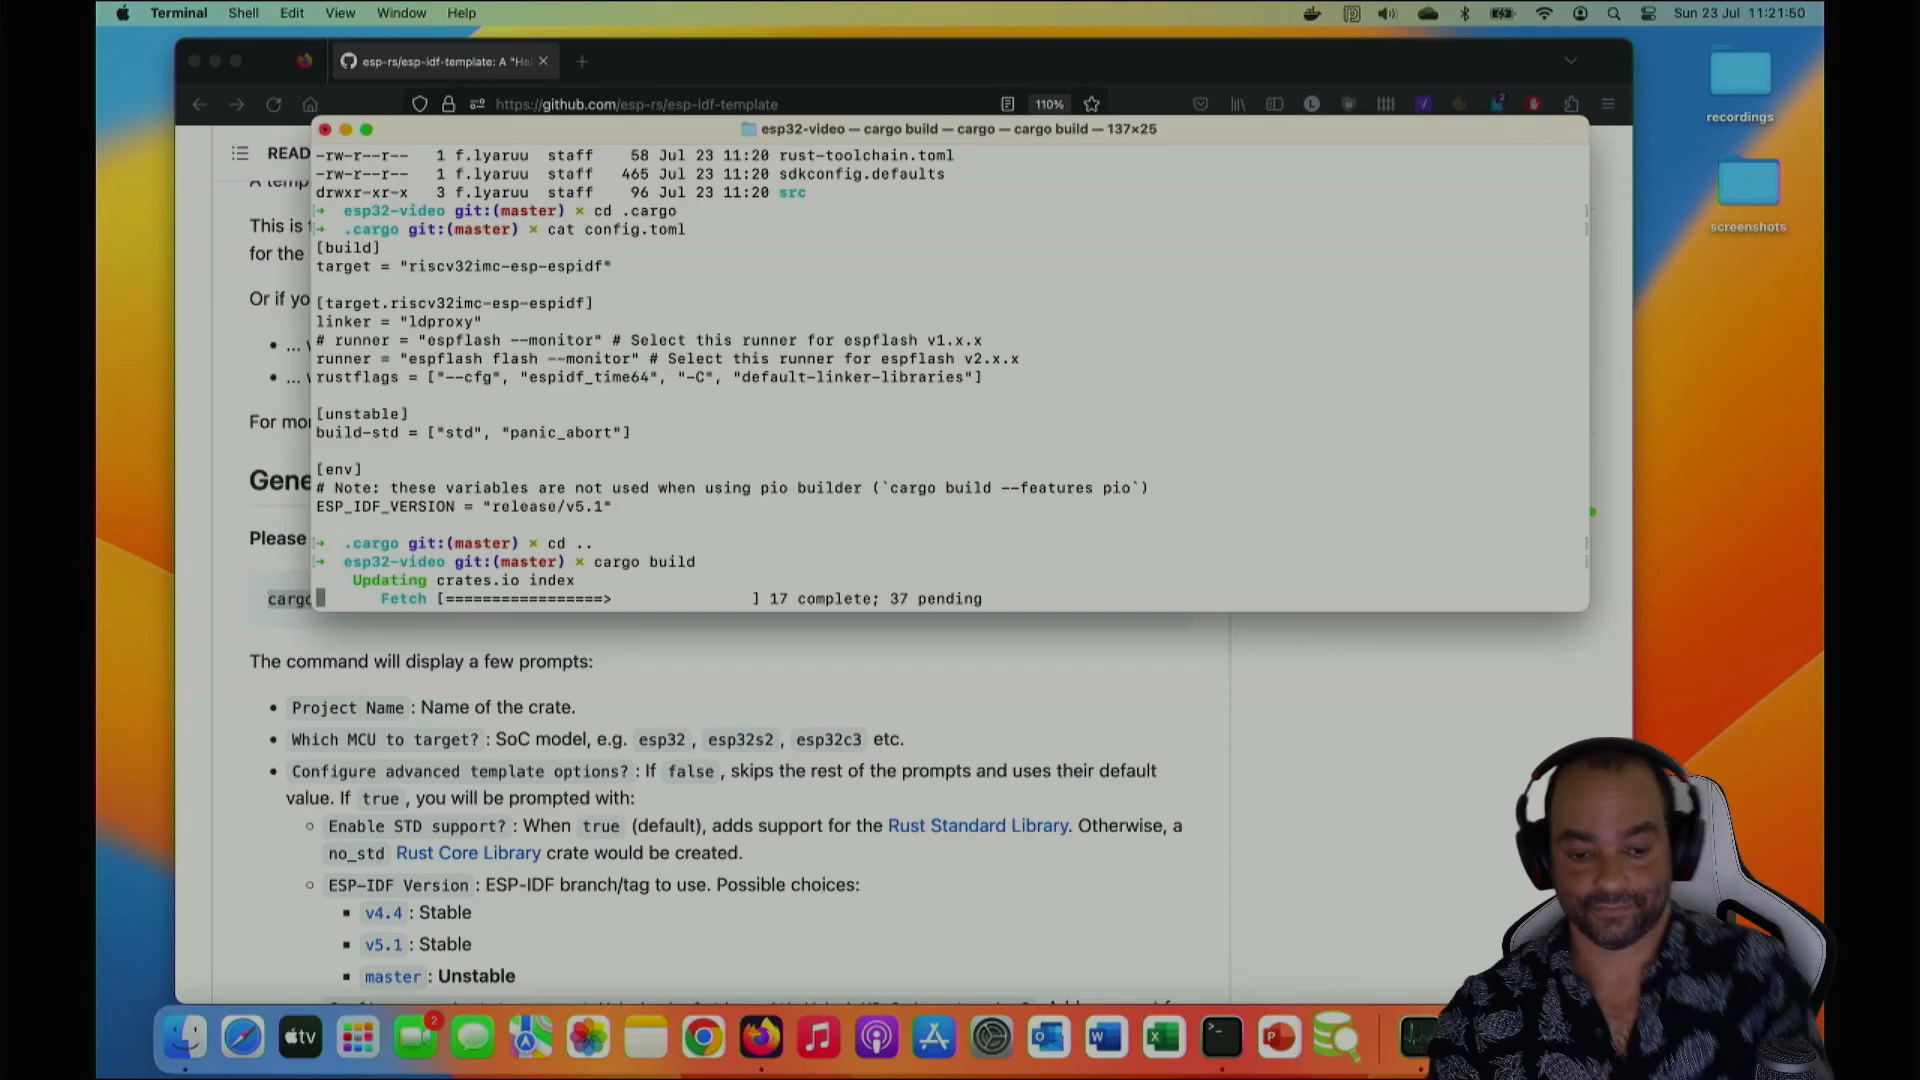 Terminal Shell Edit View Window Help Sun 23 Jul 11:21:50
esp-rs/esp-idf-template: A "He
https://github.com/esp-rs/esp-idf-template 110%
recordings
screenshots
esp32-video — cargo build — cargo — cargo build — 137×25
-rw-r--r-- 1 f.lyaruu staff 58 Jul 23 11:20 rust-toolchain.toml
-rw-r--r-- 1 f.lyaruu staff 465 Jul 23 11:20 sdkconfig.defaults
drwxr-xr-x 3 f.lyaruu staff 96 Jul 23 11:20 src
→ esp32-video git:(master) × cd .cargo
→ .cargo git:(master) × cat config.toml
[build]
target = "riscv32imc-esp-espidf"
[target.riscv32imc-esp-espidf]
linker = "ldproxy"
# runner = "espflash --monitor" # Select this runner for espflash v1.x.x
runner = "espflash flash --monitor" # Select this runner for espflash v2.x.x
rustflags = ["--cfg", "espidf_time64", "-C", "default-linker-libraries"]
[unstable]
build-std = ["std", "panic_abort"]
[env]
# Note: these variables are not used when using pio builder (`cargo build --features pio`)
ESP_IDF_VERSION = "release/v5.1"
→ .cargo git:(master) × cd ..
→ esp32-video git:(master) × cargo build
Updating crates.io index
Fetch [=================> ] 17 complete; 37 pending
READ
This is
for the
Or if yo
• ...
• ...
For mor
Gene
Please
cargo
The command will display a few prompts:
• Project Name : Name of the crate.
• Which MCU to target? : SoC model, e.g. esp32 , esp32s2 , esp32c3 etc.
• Configure advanced template options? : If false , skips the rest of the prompts and uses their default
value. If true , you will be prompted with:
○ Enable STD support? : When true (default), adds support for the Rust Standard Library. Otherwise, a
no_std Rust Core Library crate would be created.
○ ESP-IDF Version : ESP-IDF branch/tag to use. Possible choices:
▪ v4.4 : Stable
▪ v5.1 : Stable
▪ master : Unstable
2
tv